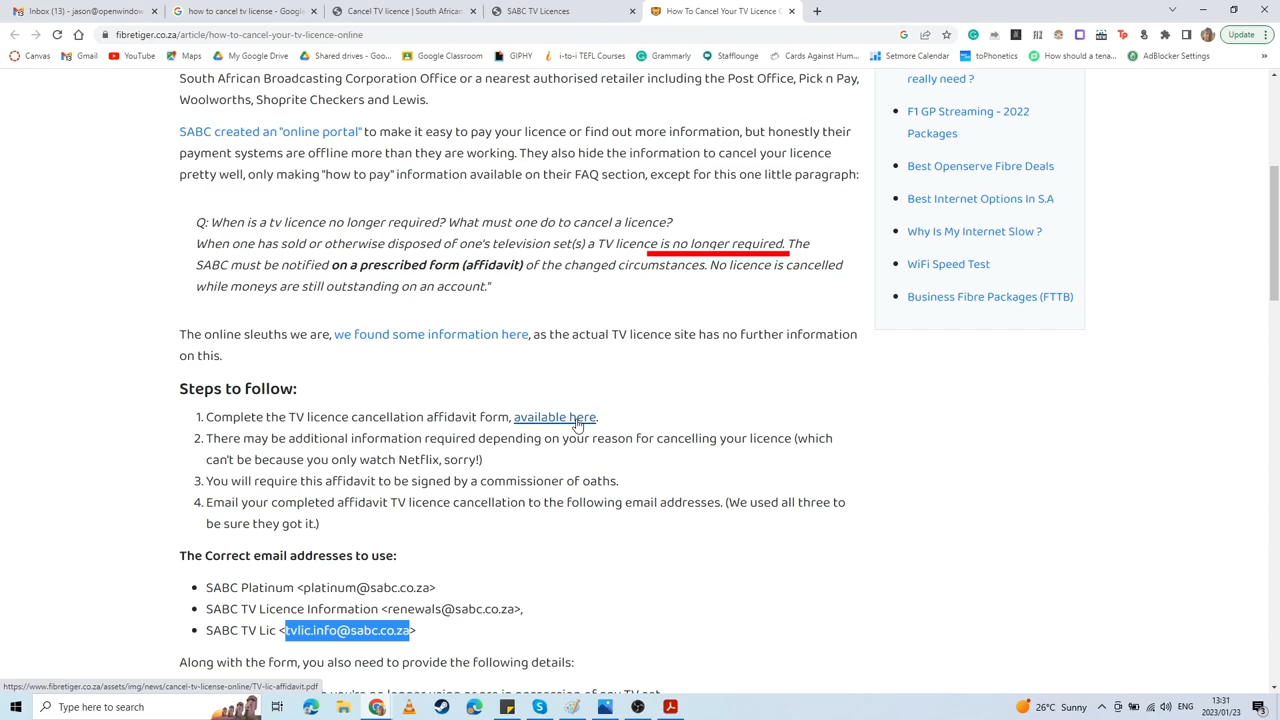 Inbox (13) - jason@openwindow
how to cancel tv license - Google
Cancel TV licence | South African
SABC TV Licences
How To Cancel Your TV Licence O
fibretiger.co.za/article/how-to-cancel-your-tv-licence-online
Update
Canvas
Gmail
YouTube
Maps
My Google Drive
Shared drives - Goo...
Google Classroom
GIPHY
i-to-i TEFL Courses
Grammarly
Stafflounge
Cards Against Hum...
Setmore Calendar
toPhonetics
How should a tena...
AdBlocker Settings
»
South African Broadcasting Corporation Office or a nearest authorised retailer including the Post Office, Pick n Pay,
Woolworths, Shoprite Checkers and Lewis.
SABC created an "online portal" to make it easy to pay your licence or find out more information, but honestly their
payment systems are offline more than they are working. They also hide the information to cancel your licence
pretty well, only making "how to pay" information available on their FAQ section, except for this one little paragraph:
Q: When is a tv licence no longer required? What must one do to cancel a licence?
When one has sold or otherwise disposed of one's television set(s) a TV licence is no longer required. The
SABC must be notified on a prescribed form (affidavit) of the changed circumstances. No licence is cancelled
while moneys are still outstanding on an account."
The online sleuths we are, we found some information here, as the actual TV licence site has no further information
on this.
Steps to follow:
1. Complete the TV licence cancellation affidavit form, available here.
2. There may be additional information required depending on your reason for cancelling your licence (which
can't be because you only watch Netflix, sorry!)
3. You will require this affidavit to be signed by a commissioner of oaths.
4. Email your completed affidavit TV licence cancellation to the following email addresses. (We used all three to
be sure they got it.)
The Correct email addresses to use:
SABC Platinum <platinum@sabc.co.za>
SABC TV Licence Information <renewals@sabc.co.za>,
SABC TV Lic <tvlic.info@sabc.co.za>
Along with the form, you also need to provide the following details:
really need ?
F1 GP Streaming - 2022
Packages
Best Openserve Fibre Deals
Best Internet Options In S.A
Why Is My Internet Slow ?
WiFi Speed Test
Business Fibre Packages (FTTB)
https://www.fibretiger.co.za/assets/img/news/cancel-tv-license-online/TV-lic-affidavit.pdf
Type here to search
26°C Sunny
ENG
13:31
2023/01/23
3